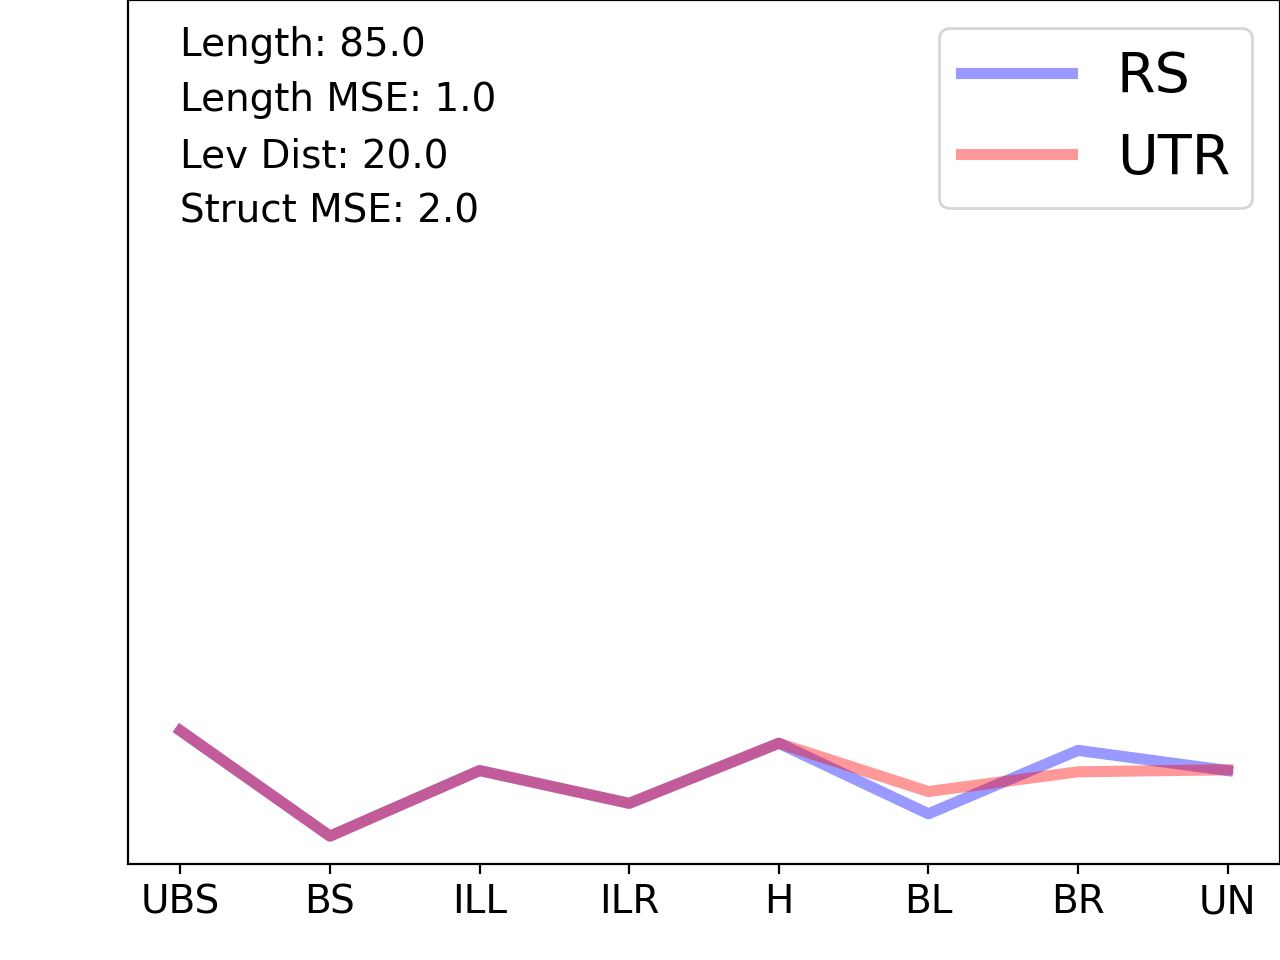 Length: 85.0
Length MSE: 1.0
Lev Dist: 20.0
Struct MSE: 2.0
RS
UTR
UBS BS ILL ILR H BL BR UN